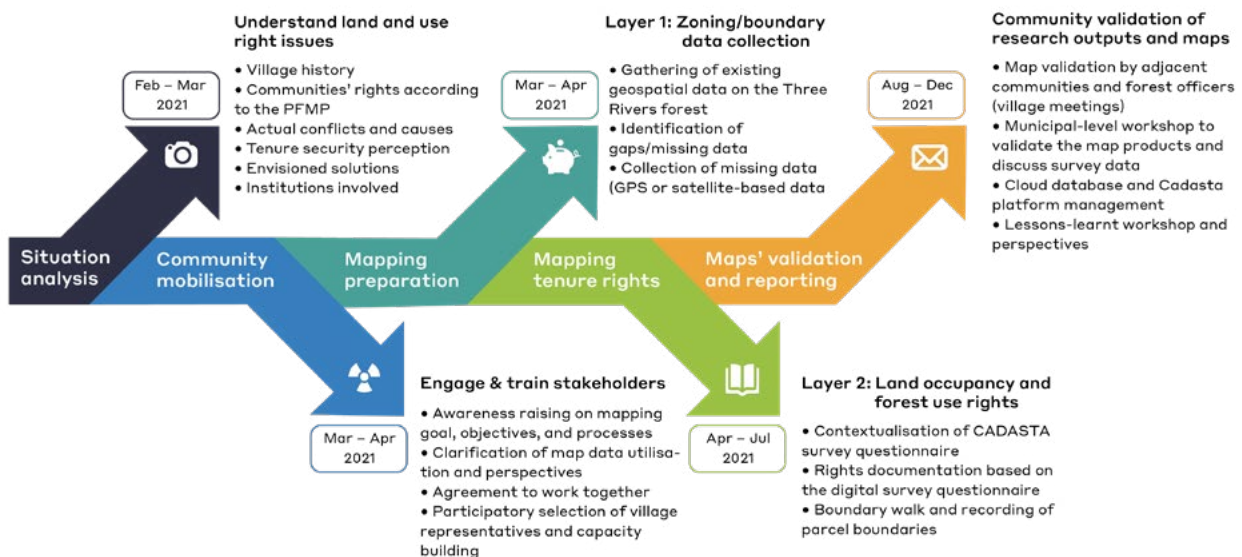 Understand land and use
right issues
Feb – Mar
2021
• Village history
• Communities' rights according
to the PFMP
• Actual conflicts and causes
• Tenure security perception
• Envisioned solutions
• Institutions involved
Layer 1: Zoning/boundary
data collection
Mar – Apr
2021
• Gathering of existing
geospatial data on the Three
Rivers forest
• Identification of
gaps/missing data
• Collection of missing data
(GPS or satellite-based data
Community validation of
research outputs and maps
Aug – Dec
2021
• Map validation by adjacent
communities and forest officers
(village meetings)
• Municipal-level workshop to
validate the map products and
discuss survey data
• Cloud database and Cadasta
platform management
• Lessons-learnt workshop and
perspectives
Situation
analysis
Community
mobilisation
Mapping
preparation
Mapping
tenure rights
Maps' validation
and reporting
Mar – Apr
2021
Engage & train stakeholders
• Awareness raising on mapping
goal, objectives, and processes
• Clarification of map data utilisa-
tion and perspectives
• Agreement to work together
• Participatory selection of village
representatives and capacity
building
Apr – Jul
2021
Layer 2: Land occupancy and
forest use rights
• Contextualisation of CADASTA
survey questionnaire
• Rights documentation based on
the digital survey questionnaire
• Boundary walk and recording of
parcel boundaries